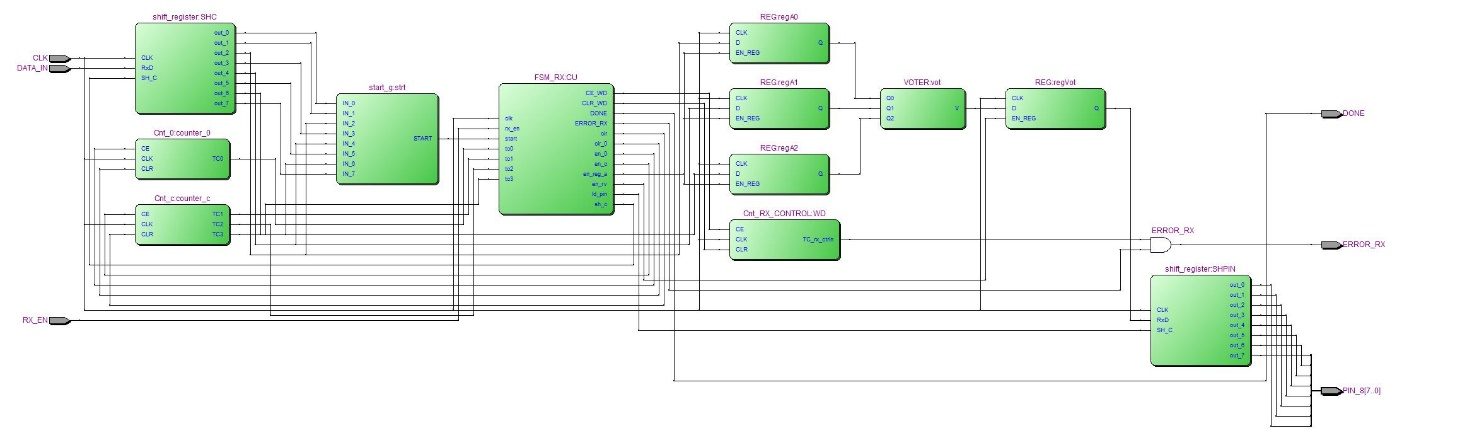 shift_register:SHC
CLK
DATA_IN
CLK
RxD
SH_C
out_0
out_1
out_2
out_3
out_4
out_5
out_6
out_7
Cnt_0:counter_0
CE
CLK
CLR
TC0
Cnt_c:counter_c
CE
CLK
CLR
TC1
TC2
TC3
RX_EN
start_g:strt
IN_0
IN_1
IN_2
IN_3
IN_4
IN_5
IN_6
IN_7
START
FSM_RX:CU
clk
rx_en
start
tc0
tc1
tc2
tc3
CE_WD
CLR_WD
DONE
ERROR_RX
clr
clr_0
en_0
en_c
en_reg_a
en_rv
sh_c
REG:regA0
CLK
D
EN_REG
Q
REG:regA1
CLK
D
EN_REG
Q
REG:regA2
CLK
D
EN_REG
Q
Cnt_RX_CONTROL:WD
CE
CLK
CLR
VOTER:vot
Q0
Q1
Q2
V
REG:regVot
CLK
D
EN_REG
Q
DONE
ERROR_RX
ERROR_RX
shift_register:SHPIN
CLK
RxD
SH_C
out_0
out_1
out_2
out_3
out_4
out_5
out_6
out_7
PIN_8[7..0]